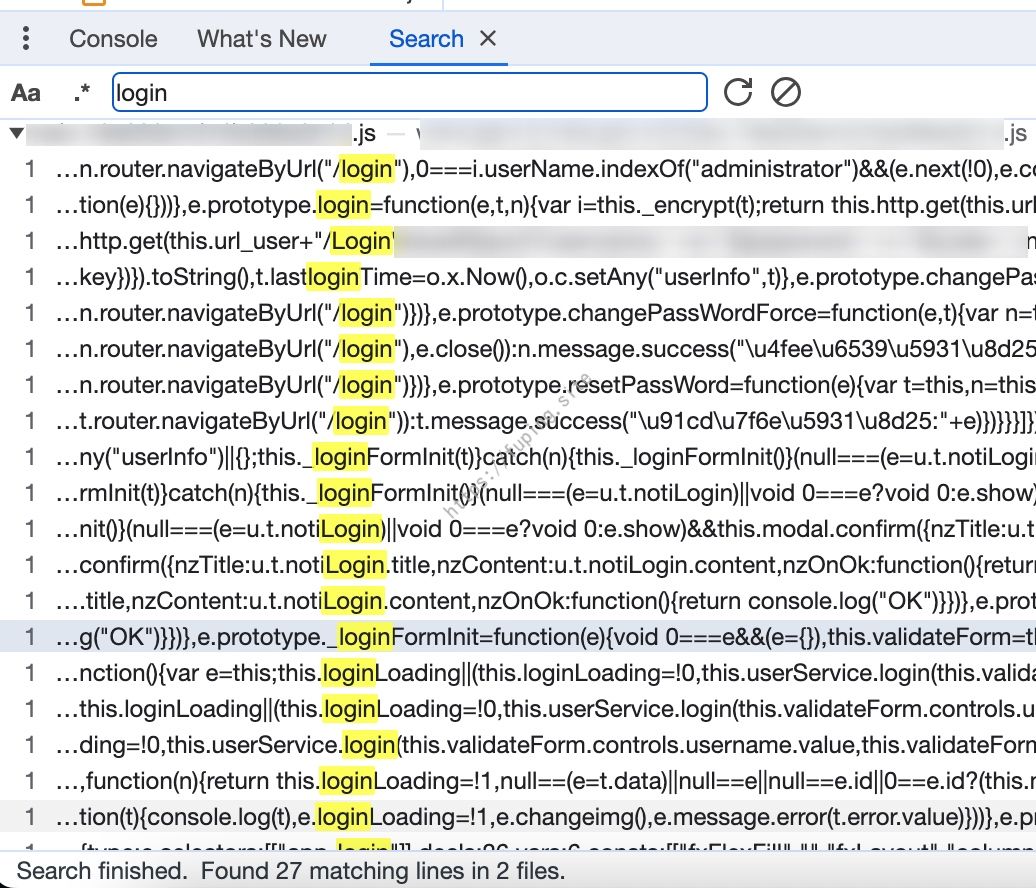 Console What's New Search
Aa .* login
.js — .js
1 …n.router.navigateByUrl("/login"),0===i.userName.indexOf("administrator")&&(e.next(!0),e.co
1 …tion(e){}))},e.prototype.login=function(e,t,n){var i=this._encrypt(t);return this.http.get(this.url
1 …http.get(this.url_user+"/Login'
1 …key})}).toString(),t.lastloginTime=o.x.Now(),o.c.setAny("userInfo",t)},e.prototype.changePas
1 …n.router.navigateByUrl("/login")})},e.prototype.changePassWordForce=function(e,t){var n=t
1 …n.router.navigateByUrl("/login"),e.close()):n.message.success("\u4fee\u6539\u5931\u8d25
1 …n.router.navigateByUrl("/login")})},e.prototype.resetPassWord=function(e){var t=this,n=this
1 …t.router.navigateByUrl("/login")):t.message.success("\u91cd\u7f6e\u5931\u8d25:"+e)})}}}]}
1 …ny("userInfo")||{};this._loginFormInit(t)}catch(n){this._loginFormInit()}(null===(e=u.t.notiLogin
1 …rmInit(t)}catch(n){this._loginFormInit()}(null===(e=u.t.notiLogin)||void 0===e?void 0:e.show)
1 …nit()}(null===(e=u.t.notiLogin)||void 0===e?void 0:e.show)&&this.modal.confirm({nzTitle:u.t.
1 …confirm({nzTitle:u.t.notiLogin.title,nzContent:u.t.notiLogin.content,nzOnOk:function(){return
1 ….title,nzContent:u.t.notiLogin.content,nzOnOk:function(){return console.log("OK")}})},e.prot
1 …g("OK")}})},e.prototype._loginFormInit=function(e){void 0===e&&(e={}),this.validateForm=th
1 …nction(){var e=this;this.loginLoading||(this.loginLoading=!0,this.userService.login(this.valida
1 …this.loginLoading||(this.loginLoading=!0,this.userService.login(this.validateForm.controls.u
1 …ding=!0,this.userService.login(this.validateForm.controls.username.value,this.validateForm
1 …,function(n){return this.loginLoading=!1,null==(e=t.data)||null==e||null==e.id||0==e.id?(this.n
1 …tion(t){console.log(t),e.loginLoading=!1,e.changeimg(),e.message.error(t.error.value)}))},e.pr
Search finished. Found 27 matching lines in 2 files.